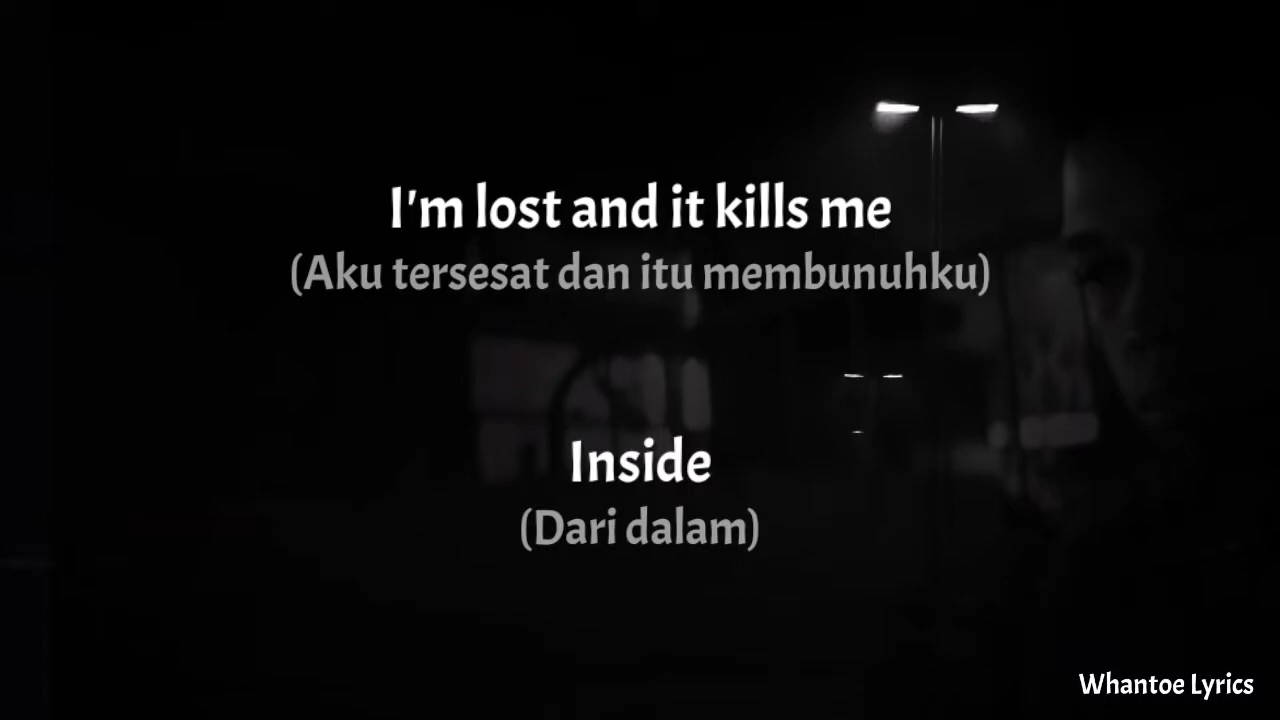 I'm lost and it kills me
(Aku tersesat dan itu membunuhku)
Inside
(Dari dalam)
Whantoe Lyrics